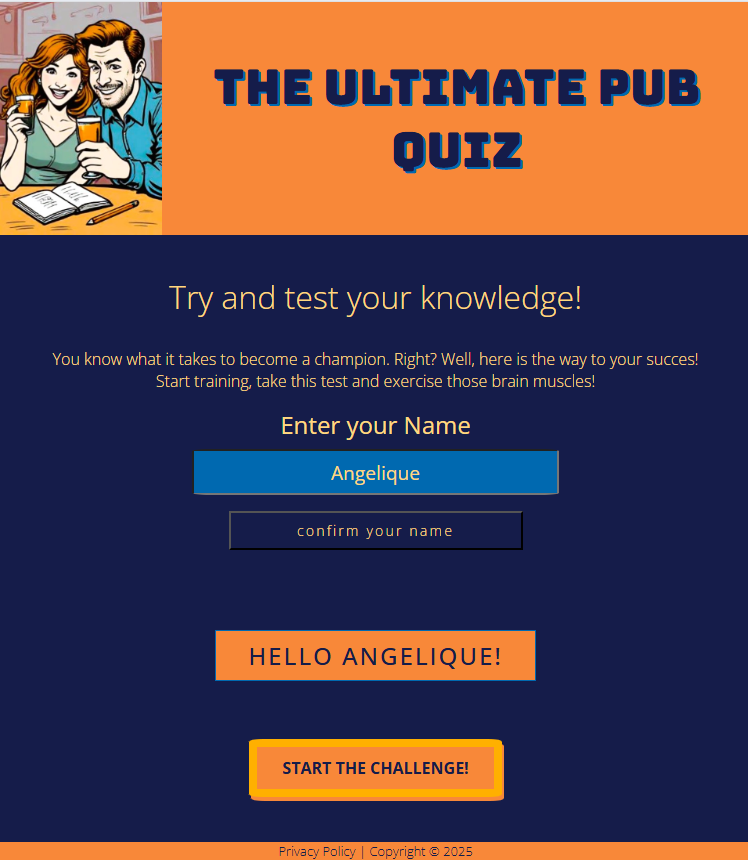 THE ULTIMATE PUB
QUIZ
Try and test your knowledge!
You know what it takes to become a champion. Right? Well, here is the way to your succes!
Start training, take this test and exercise those brain muscles!
Enter your Name
Angelique
confirm your name
HELLO ANGELIQUE!
START THE CHALLENGE!
Privacy Policy | Copyright © 2025